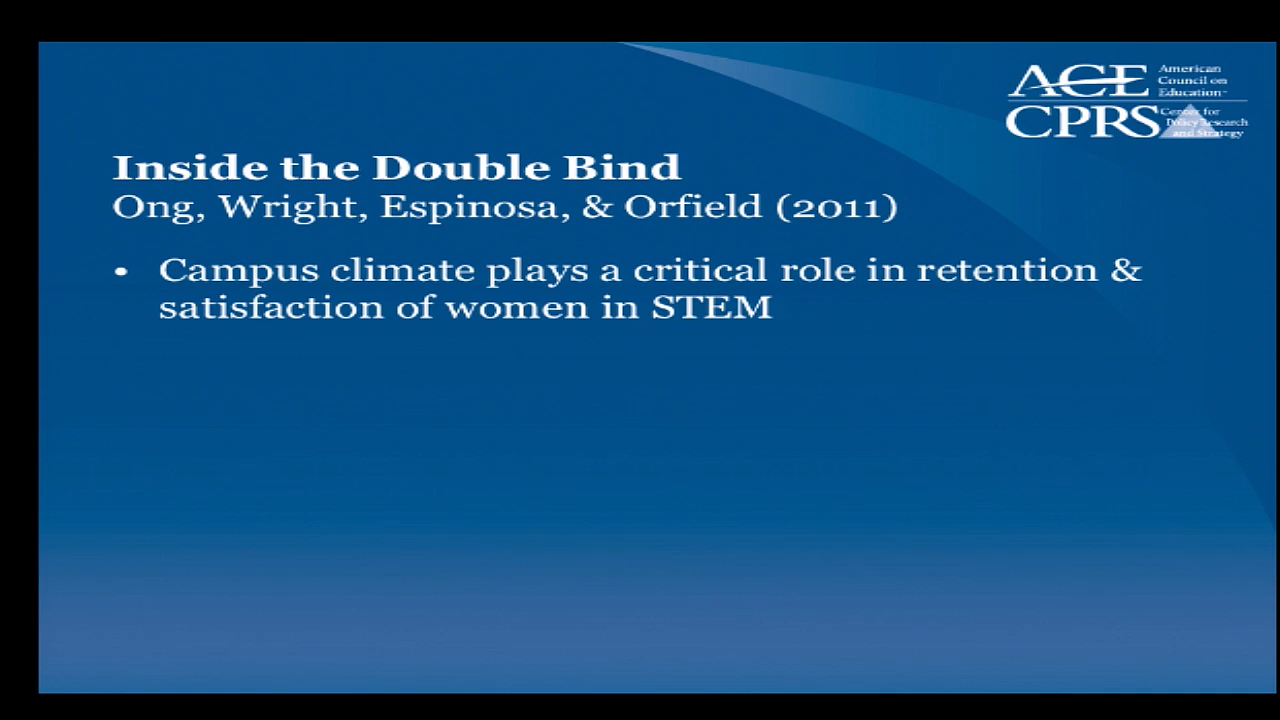 ACE American
Council on
Education
CPRS Center for
Policy Research
and Strategy
Inside the Double Bind
Ong, Wright, Espinosa, & Orfield (2011)
• Campus climate plays a critical role in retention &
satisfaction of women in STEM